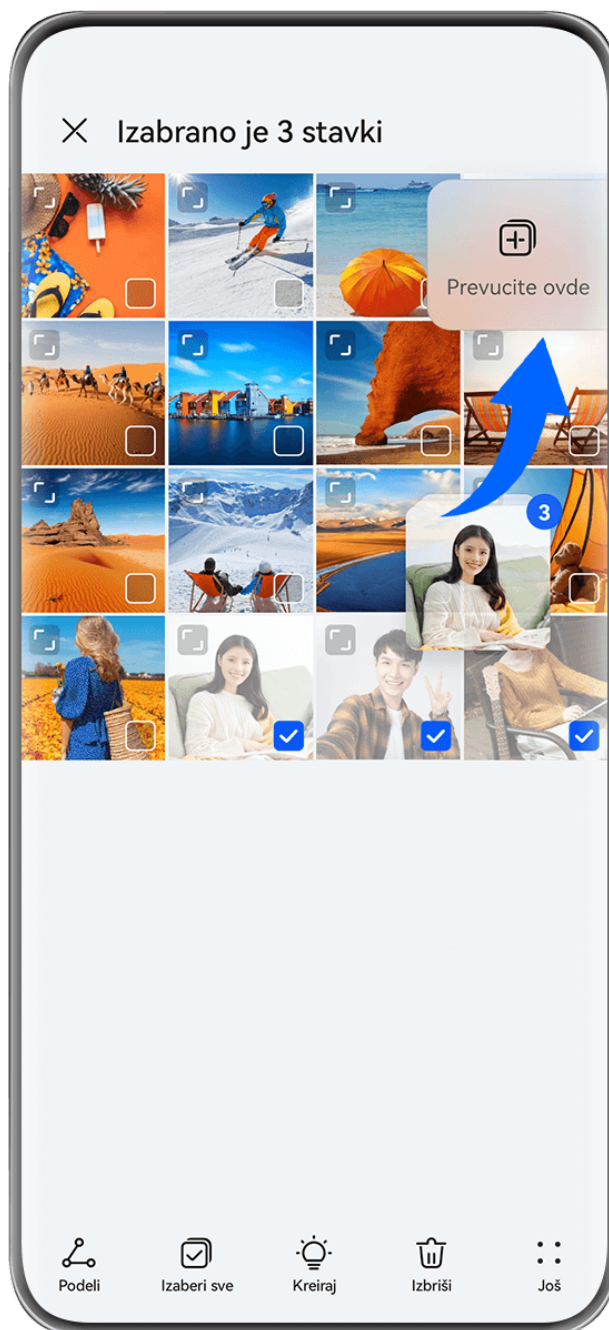 Izabrano je 3 stavki
Prevucite ovde
3
Podeli
Izaberi sve
Kreiraj
Izbriši
Još